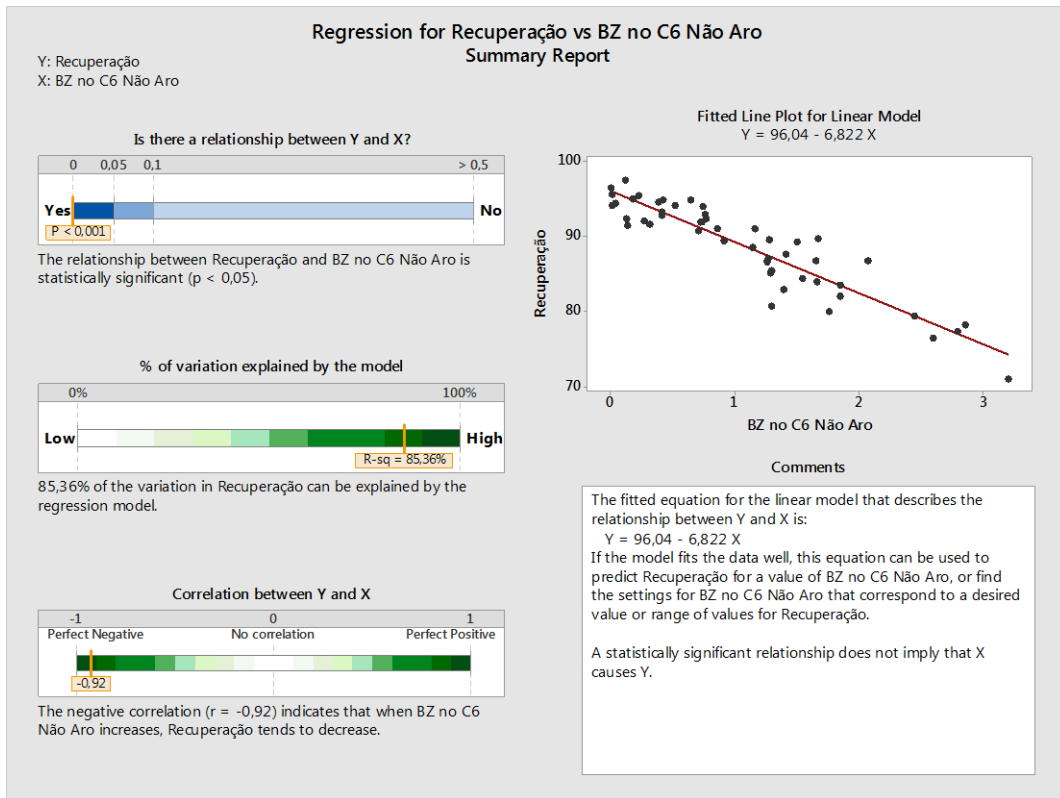 Regression for Recuperação vs BZ no C6 Não Aro
Summary Report
Y: Recuperação
X: BZ no C6 Não Aro
Is there a relationship between Y and X?
0 0,05 0,1 > 0,5
Yes No
P < 0,001
The relationship between Recuperação and BZ no C6 Não Aro is
statistically significant (p < 0,05).
% of variation explained by the model
0% 100%
Low High
R-sq = 85,36%
85,36% of the variation in Recuperação can be explained by the
regression model.
Correlation between Y and X
-1 0 1
Perfect Negative No correlation Perfect Positive
-0,92
The negative correlation (r = -0,92) indicates that when BZ no C6
Não Aro increases, Recuperação tends to decrease.
Fitted Line Plot for Linear Model
Y = 96,04 - 6,822 X
100
90
80
70
Recuperação
0 1 2 3
BZ no C6 Não Aro
Comments
The fitted equation for the linear model that describes the
relationship between Y and X is:
Y = 96,04 - 6,822 X
If the model fits the data well, this equation can be used to
predict Recuperação for a value of BZ no C6 Não Aro, or find
the settings for BZ no C6 Não Aro that correspond to a desired
value or range of values for Recuperação.
A statistically significant relationship does not imply that X
causes Y.